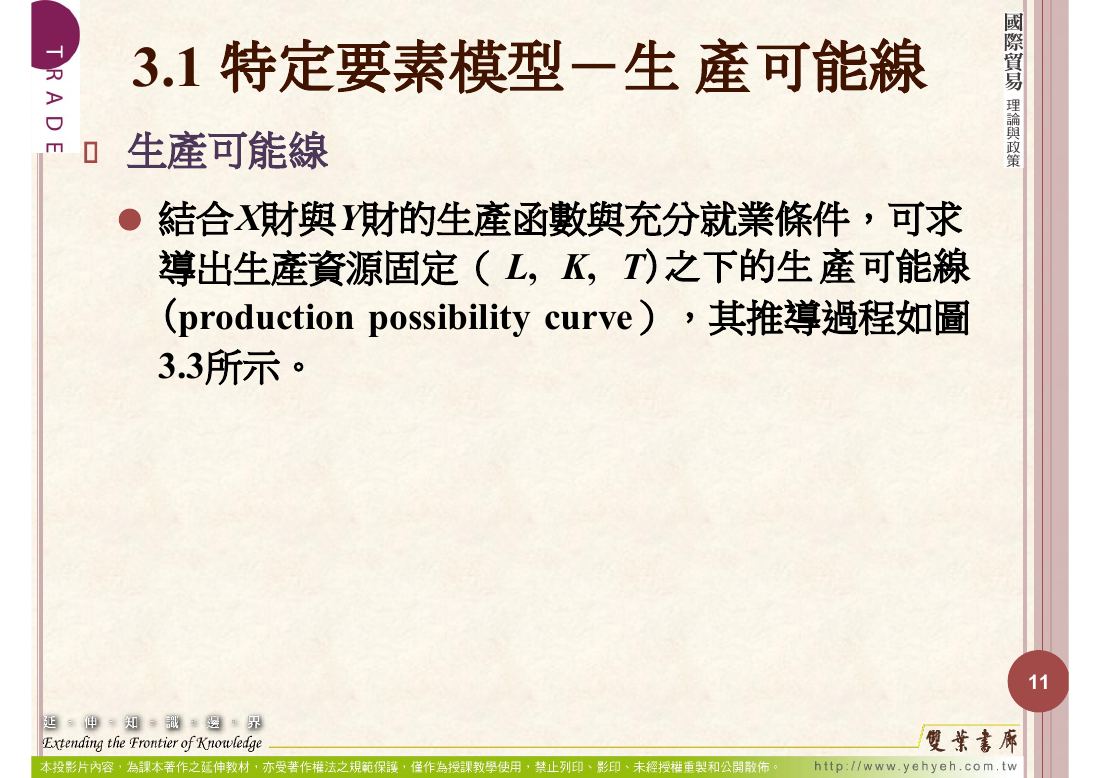 TRADE
國際貿易 理論與政策
3.1 特定要素模型－生 產可能線
生產可能線
結合X財與Y財的生產函數與充分就業條件，可求
導出生產資源固定（ L, K, T)之下的生 產可能線
(production possibility curve），其推導過程如圖
3.3所示。
11
延．伸．知．識．邊．界
Extending the Frontier of Knowledge
雙葉書廊
本投影片內容，為課本著作之延伸教材，亦受著作權法之規範保護，僅作為授課教學使用，禁止列印、影印、未經授權重製和公開散佈。
http://www.yehyeh.com.tw